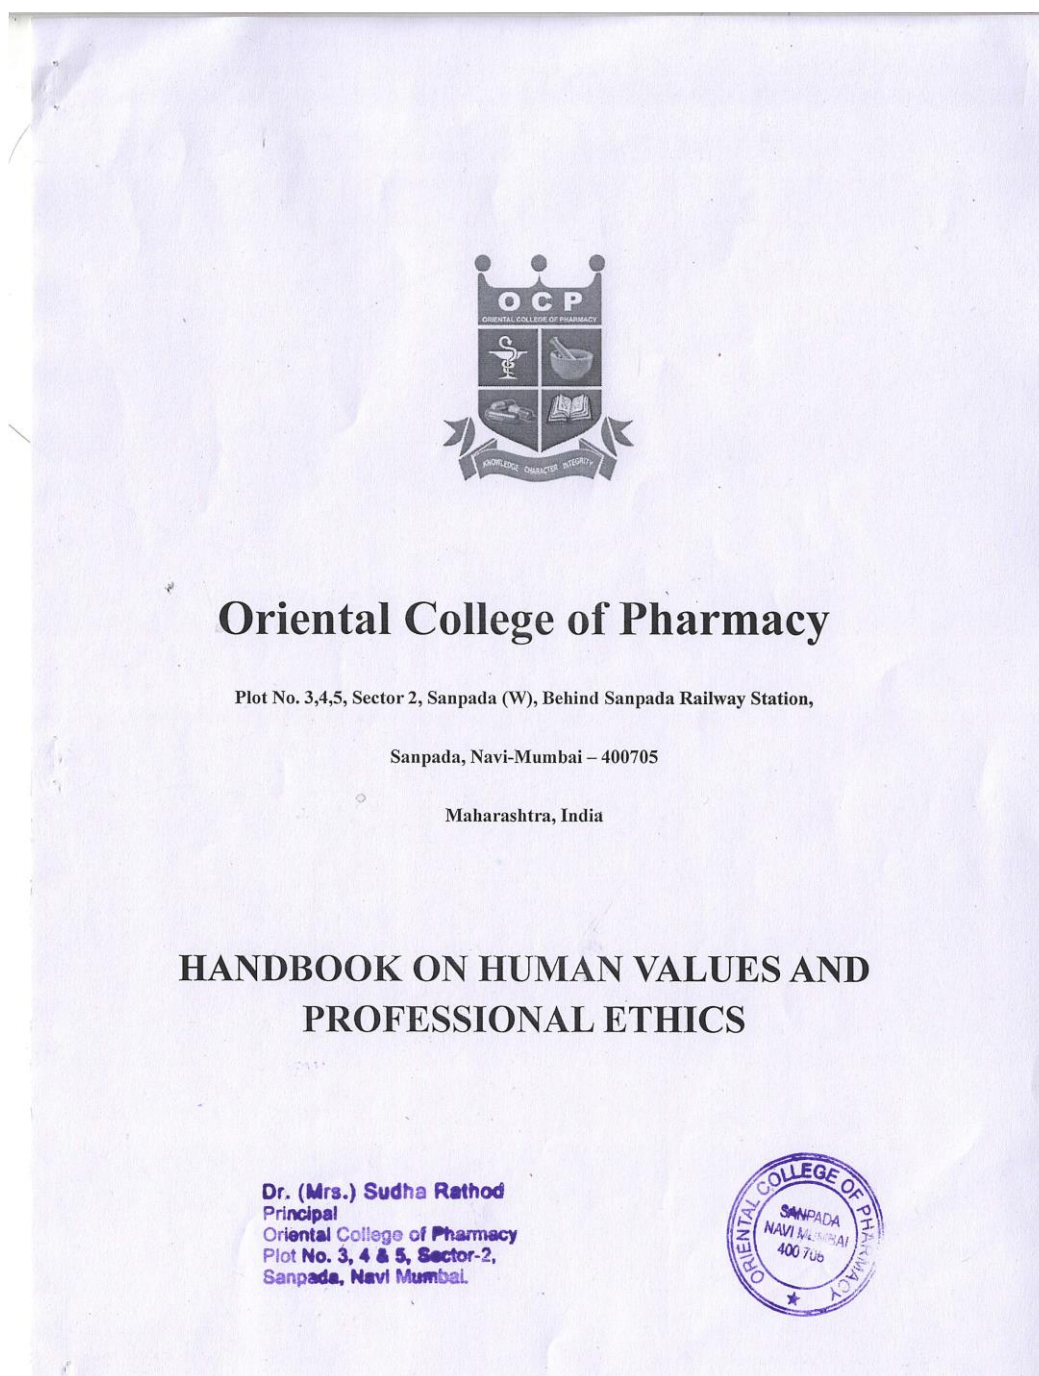 O C P
ORIENTAL COLLEGE OF PHARMACY
KNOWLEDGE CHARACTER INTEGRITY
Oriental College of Pharmacy
Plot No. 3,4,5, Sector 2, Sanpada (W), Behind Sanpada Railway Station,
Sanpada, Navi-Mumbai – 400705
Maharashtra, India
HANDBOOK ON HUMAN VALUES AND
PROFESSIONAL ETHICS
Dr. (Mrs.) Sudha Rathod
Principal
Oriental College of Pharmacy
Plot No. 3, 4 & 5, Sector-2,
Sanpada, Navi Mumbai.
ORIENTAL COLLEGE OF PHARMACY
SANPADA
NAVI MUMBAI
400